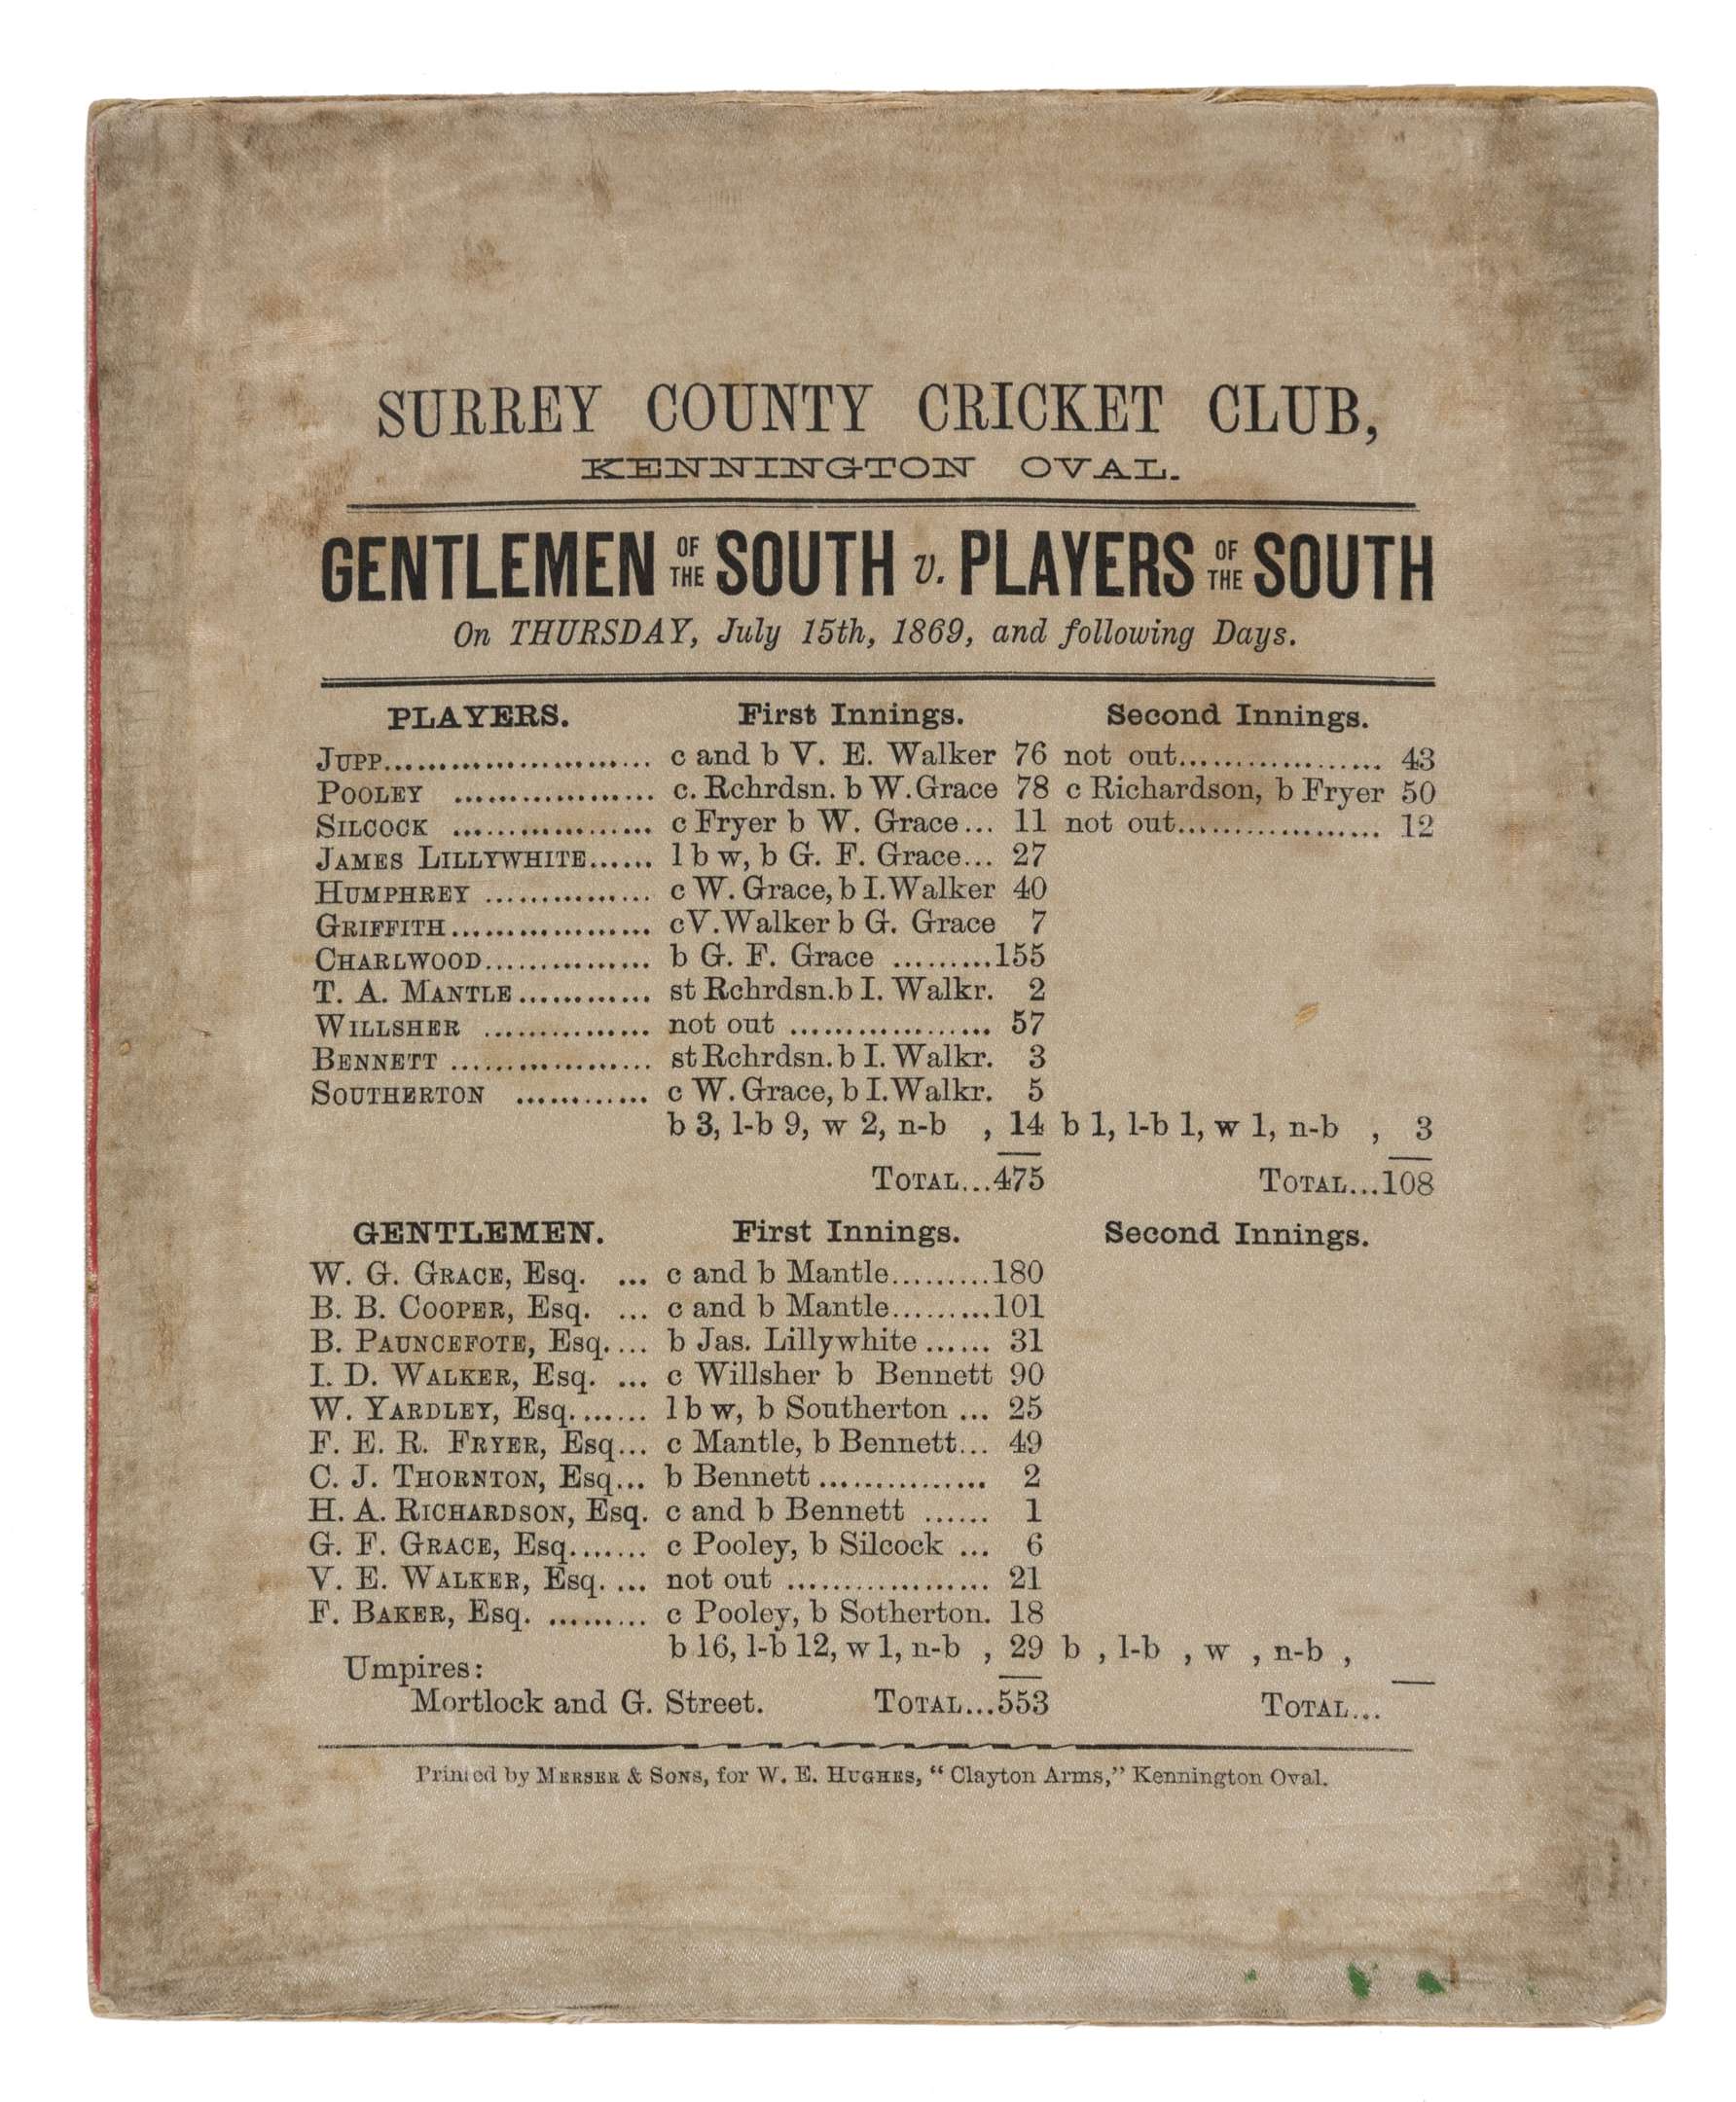 SURREY COUNTY CRICKET CLUB,
KENNINGTON OVAL.
GENTLEMEN OF THE SOUTH v. PLAYERS OF THE SOUTH
On THURSDAY, July 15th, 1869, and following Days.
PLAYERS. First Innings. Second Innings.
JUPP........................ c and b V. E. Walker 76 not out.................. 43
POOLEY .................. c. Rchrdsn. b W. Grace 78 c Richardson, b Fryer 50
SILCOCK .................. c Fryer b W. Grace... 11 not out.................. 12
JAMES LILLYWHITE...... l b w, b G. F. Grace... 27
HUMPHREY ............... c W. Grace, b I. Walker 40
GRIFFITH.................. c V. Walker b G. Grace 7
CHARLWOOD............... b G. F. Grace .........155
T. A. MANTLE............ st Rchrdsn. b I. Walkr. 2
WILLSHER ............... not out .................. 57
BENNETT .................. st Rchrdsn. b I. Walkr. 3
SOUTHERTON ............ c W. Grace, b I. Walkr. 5
b 3, l-b 9, w 2, n-b , 14 b 1, l-b 1, w 1, n-b , 3
TOTAL...475 TOTAL...108
GENTLEMEN. First Innings. Second Innings.
W. G. GRACE, Esq. ... c and b Mantle.........180
B. B. COOPER, Esq. ... c and b Mantle.........101
B. PAUNCEFOTE, Esq.... b Jas. Lillywhite ...... 31
I. D. WALKER, Esq. ... c Willsher b Bennett 90
W. YARDLEY, Esq....... l b w, b Southerton ... 25
F. E. R. FRYER, Esq... c Mantle, b Bennett... 49
C. J. THORNTON, Esq... b Bennett ............... 2
H. A. RICHARDSON, Esq. c and b Bennett ...... 1
G. F. GRACE, Esq....... c Pooley, b Silcock ... 6
V. E. WALKER, Esq. ... not out .................. 21
F. BAKER, Esq. ......... c Pooley, b Sotherton. 18
b 16, l-b 12, w 1, n-b , 29 b , l-b , w , n-b ,
Umpires:
Mortlock and G. Street. TOTAL...553 TOTAL...
Printed by MERSER & SONS, for W. E. HUGHES, "Clayton Arms," Kennington Oval.